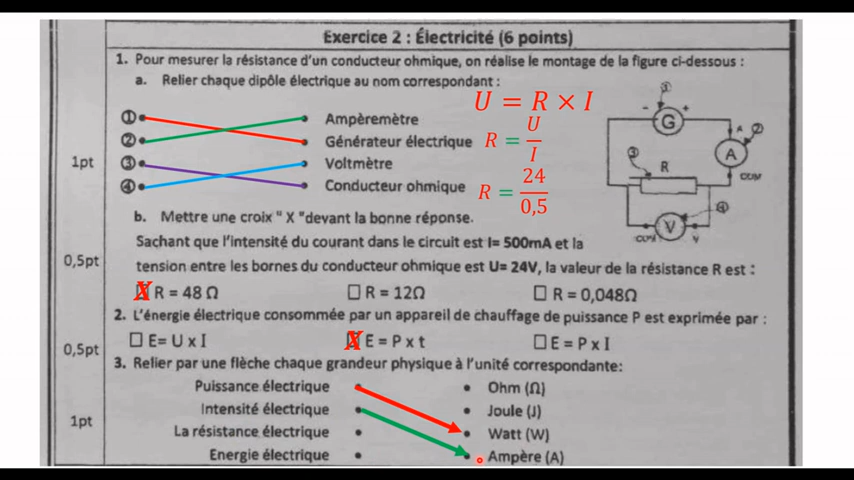 Exercice 2 : Électricité (6 points)
1. Pour mesurer la résistance d'un conducteur ohmique, on réalise le montage de la figure ci-dessous :
a. Relier chaque dipôle électrique au nom correspondant :
U = R × I
① Ampèremètre
② Générateur électrique
③ Voltmètre
④ Conducteur ohmique
1pt
R = U/I
R = 24/0,5
① - G +
A ② A COM
③ R
④ V COM V
b. Mettre une croix " X "devant la bonne réponse.
Sachant que l'intensité du courant dans le circuit est I= 500mA et la
0,5pt
tension entre les bornes du conducteur ohmique est U= 24V, la valeur de la résistance R est :
X R = 48 Ω □ R = 12Ω □ R = 0,048Ω
2. L'énergie électrique consommée par un appareil de chauffage de puissance P est exprimée par :
0,5pt
□ E= U x I X E = P x t □ E = P x I
3. Relier par une flèche chaque grandeur physique à l'unité correspondante:
Puissance électrique • • Ohm (Ω)
Intensité électrique • • Joule (J)
1pt
La résistance électrique • • Watt (W)
Energie électrique • • Ampère (A)